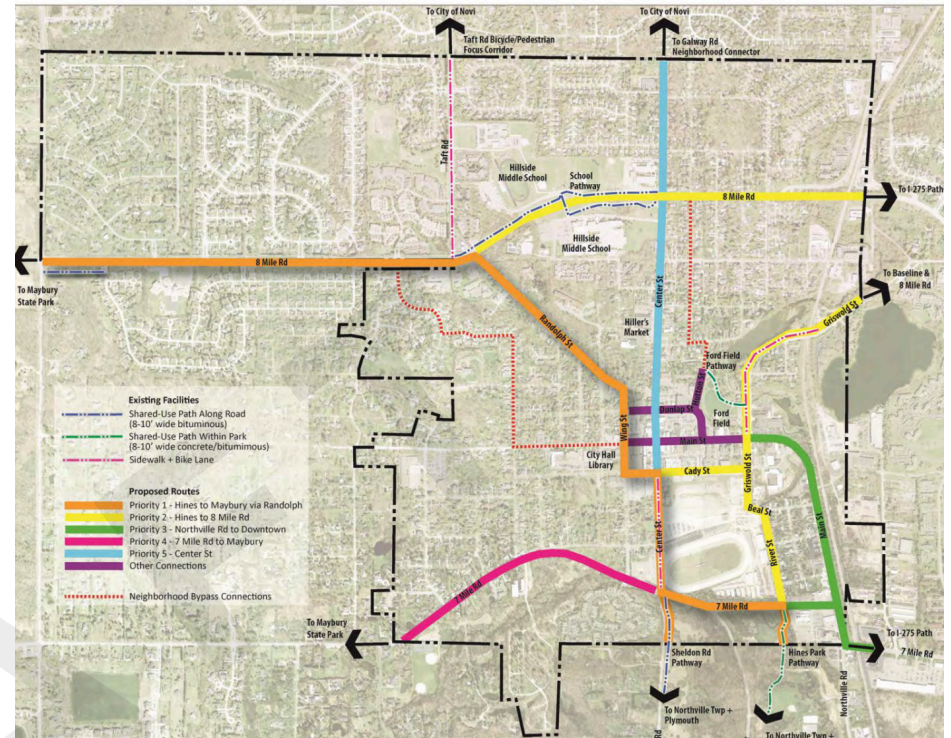 To City of Novi
Taft Rd Bicycle/Pedestrian
Focus Corridor
To City of Novi
To Galway Rd
Neighborhood Connector
Taft Rd
Hillside
Middle School
School
Pathway
8 Mile Rd
To I-275 Path
Hillside
Middle School
8 Mile Rd
To Maybury
State Park
Center St
To Baseline &
8 Mile Rd
Griswold St
Randolph St
Hiller's
Market
Ford Field
Pathway
Hutton St
Dunlap St
Ford
Field
Wing St
Main St
City Hall
Library
Cady St
Griswold St
Beal St
Main St
Center St
River St
Existing Facilities
Shared-Use Path Along Road
(8-10' wide bituminous)
Shared-Use Path Within Park
(8-10' wide concrete/bitumimous)
Sidewalk + Bike Lane
Proposed Routes
Priority 1 - Hines to Maybury via Randolph
Priority 2 - Hines to 8 Mile Rd
Priority 3 - Northville Rd to Downtown
Priority 4 - 7 Mile Rd to Maybury
Priority 5 - Center St
Other Connections
Neighborhood Bypass Connections
7 Mile Rd
7 Mile Rd
To Maybury
State Park
Sheldon Rd
Pathway
Hines Park
Pathway
To I-275 Path
7 Mile Rd
Northville Rd
To Northville Twp +
Plymouth
Rd
To Northville Twp +